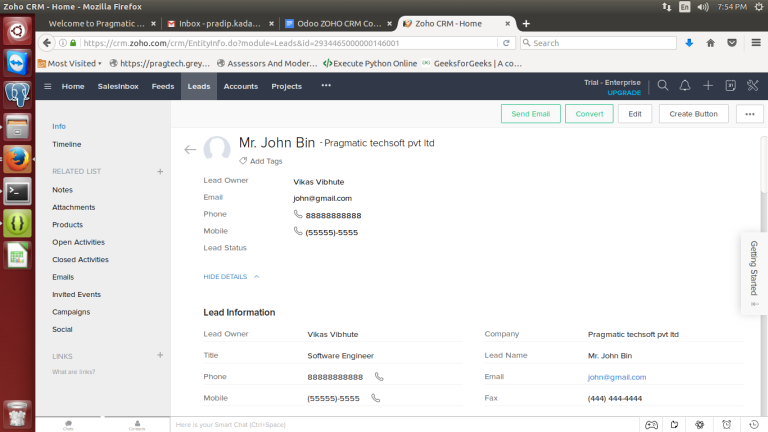 Zoho CRM - Home - Mozilla Firefox
En
7:54 PM
Welcome to Pragmatic ...
Inbox - pradip.kada...
Odoo ZOHO CRM Co...
Zoho CRM - Home
https://crm.zoho.com/crm/EntityInfo.do?module=Leads&id=2934465000000146001
Search
Most Visited
https://pragtech.grey...
Assessors And Moder...
Execute Python Online
GeeksforGeeks | A co...
Home
SalesInbox
Feeds
Leads
Accounts
Projects
Trial - Enterprise
UPGRADE
Send Email
Convert
Edit
Create Button
Info
Timeline
RELATED LIST
Notes
Attachments
Products
Open Activities
Closed Activities
Emails
Invited Events
Campaigns
Social
LINKS
What are links?
Mr. John Bin - Pragmatic techsoft pvt ltd
Add Tags
Lead Owner Vikas Vibhute
Email john@gmail.com
Phone 88888888888
Mobile (55555)-5555
Lead Status
HIDE DETAILS
Getting Started
Lead Information
Lead Owner Vikas Vibhute Company Pragmatic techsoft pvt ltd
Title Software Engineer Lead Name Mr. John Bin
Phone 88888888888 Email john@gmail.com
Mobile (55555)-5555 Fax (444) 444-4444
Chats
Contacts
Here is your Smart Chat (Ctrl+Space)